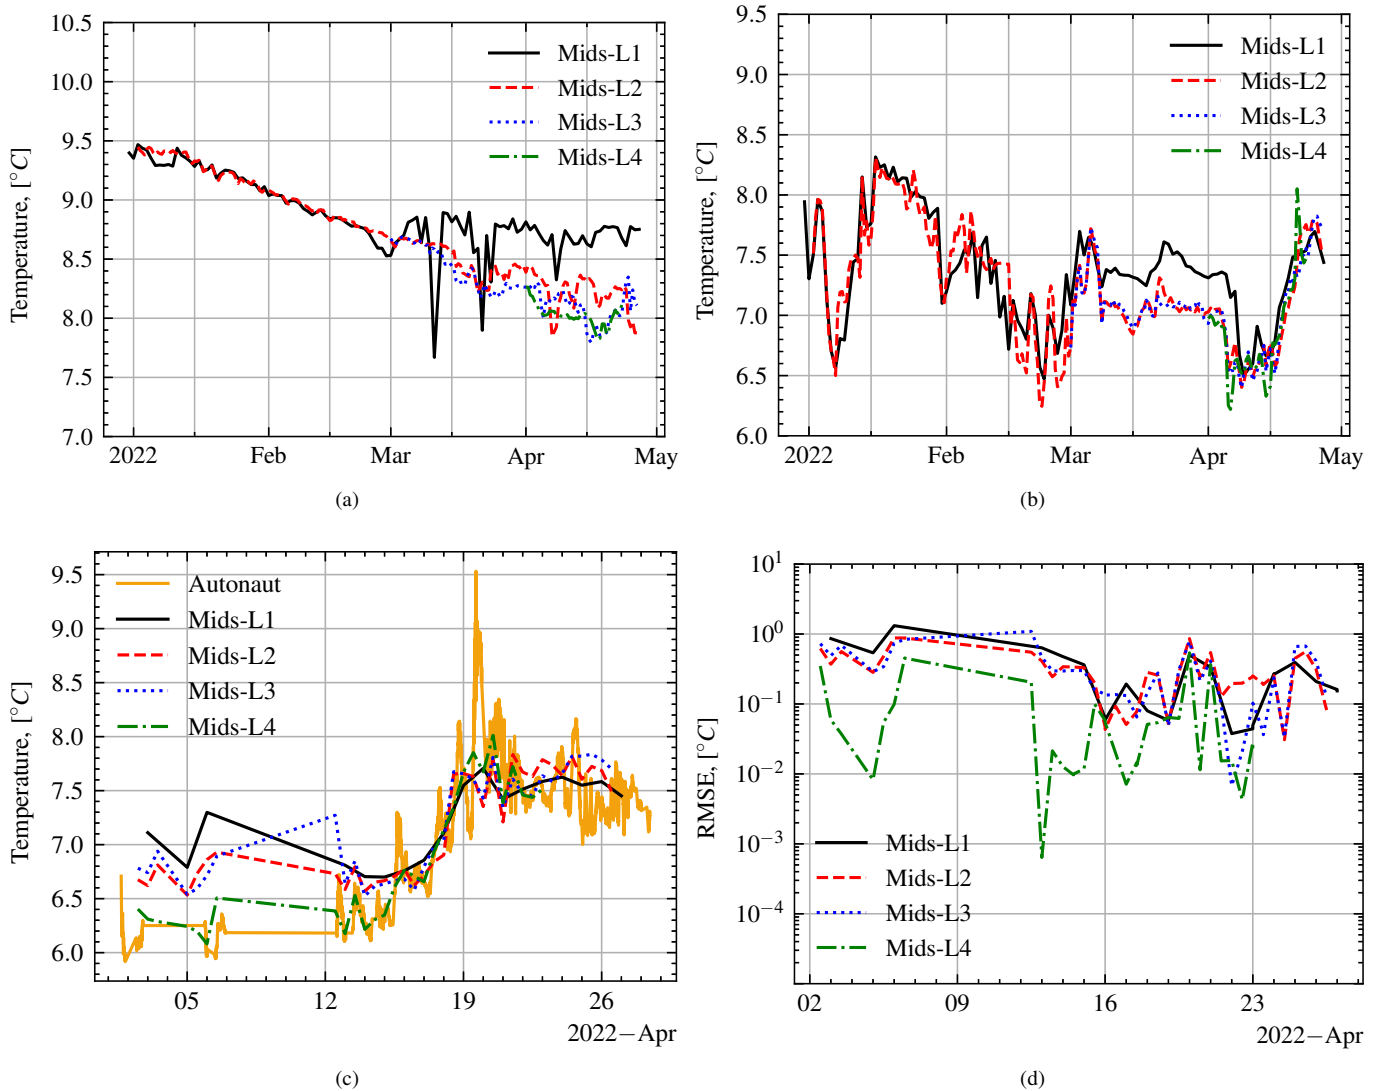 10.5
10.0
9.5
9.0
8.5
8.0
7.5
7.0
Temperature, [°C]
Mids-L1
Mids-L2
Mids-L3
Mids-L4
2022
Feb
Mar
Apr
May
(a)
9.5
9.0
8.5
8.0
7.5
7.0
6.5
6.0
Temperature, [°C]
Mids-L1
Mids-L2
Mids-L3
Mids-L4
2022
Feb
Mar
Apr
May
(b)
9.5
9.0
8.5
8.0
7.5
7.0
6.5
6.0
Temperature, [°C]
Autonaut
Mids-L1
Mids-L2
Mids-L3
Mids-L4
05
12
19
26
2022−Apr
(c)
10¹
10⁰
10⁻¹
10⁻²
10⁻³
10⁻⁴
RMSE, [°C]
Mids-L1
Mids-L2
Mids-L3
Mids-L4
02
09
16
23
2022−Apr
(d)